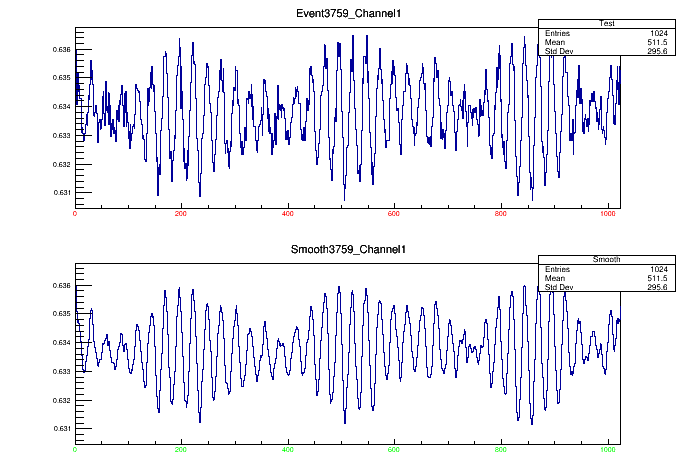 Event3759_Channel1
Test
Entries 1024
Mean 511.5
Std Dev 295.6
0.636
0.635
0.634
0.633
0.632
0.631
0 200 400 600 800 1000
Smooth3759_Channel1
Smooth
Entries 1024
Mean 511.5
Std Dev 295.6
0.636
0.635
0.634
0.633
0.632
0.631
0 200 400 600 800 1000